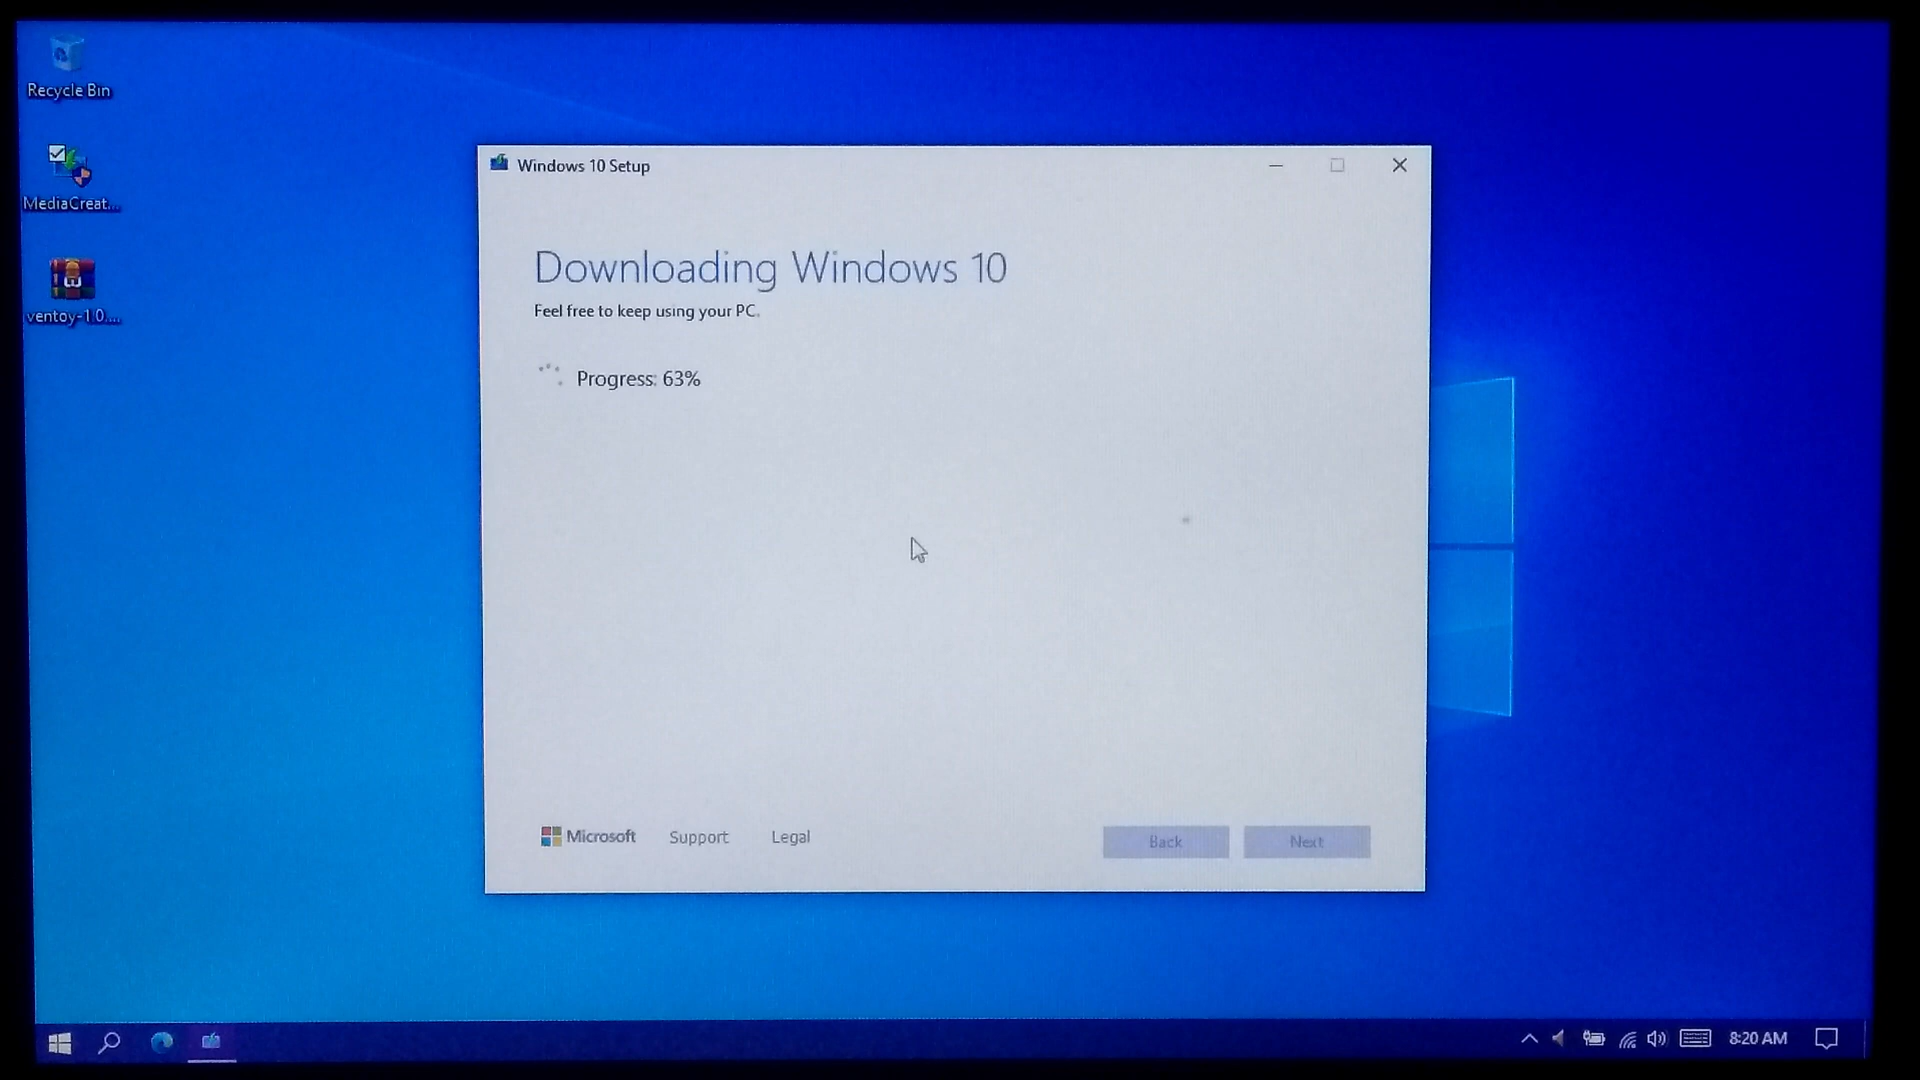 Recycle Bin
MediaCreat...
ventoy-1.0....
Windows 10 Setup
Downloading Windows 10
Feel free to keep using your PC.
Progress: 63%
Microsoft
Support
Legal
Back
Next
8:20 AM